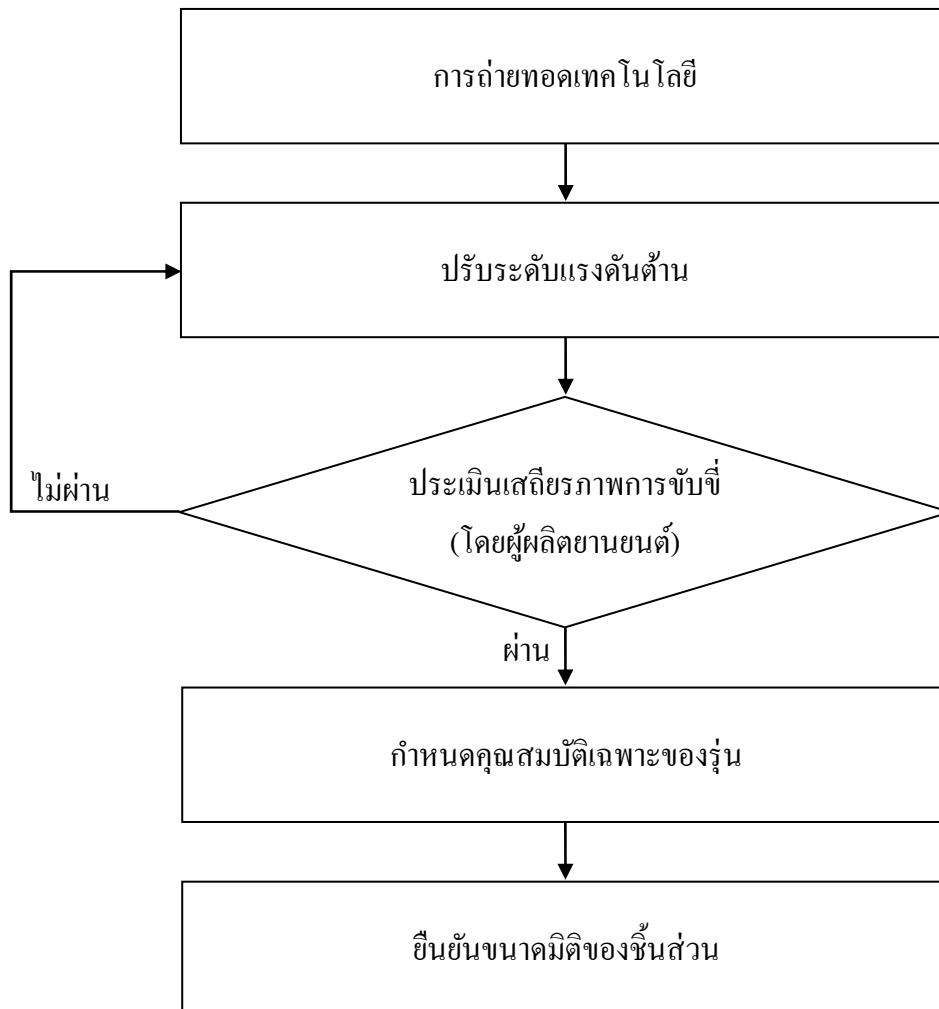 การถ่ายทอดเทคโนโลยี
ปรับระดับแรงดันต้าน
ไม่ผ่าน
ประเมินเสถียรภาพการขับขี่
(โดยผู้ผลิตยานยนต์)
ผ่าน
กำหนดคุณสมบัติเฉพาะของรุ่น
ยืนยันขนาดมิติของชิ้นส่วน